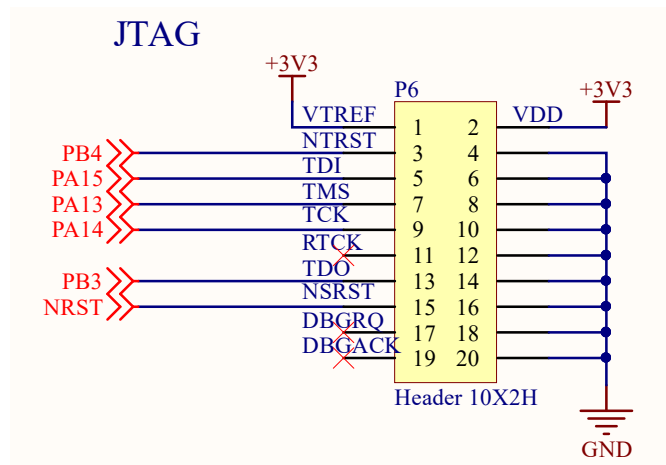 JTAG
+3V3
P6
+3V3
VTREF 1 2 VDD
PB4 NTRST 3 4
PA15 TDI 5 6
PA13 TMS 7 8
PA14 TCK 9 10
RTCK 11 12
PB3 TDO 13 14
NRST NSRST 15 16
DBGRQ 17 18
DBGACK 19 20
Header 10X2H
GND